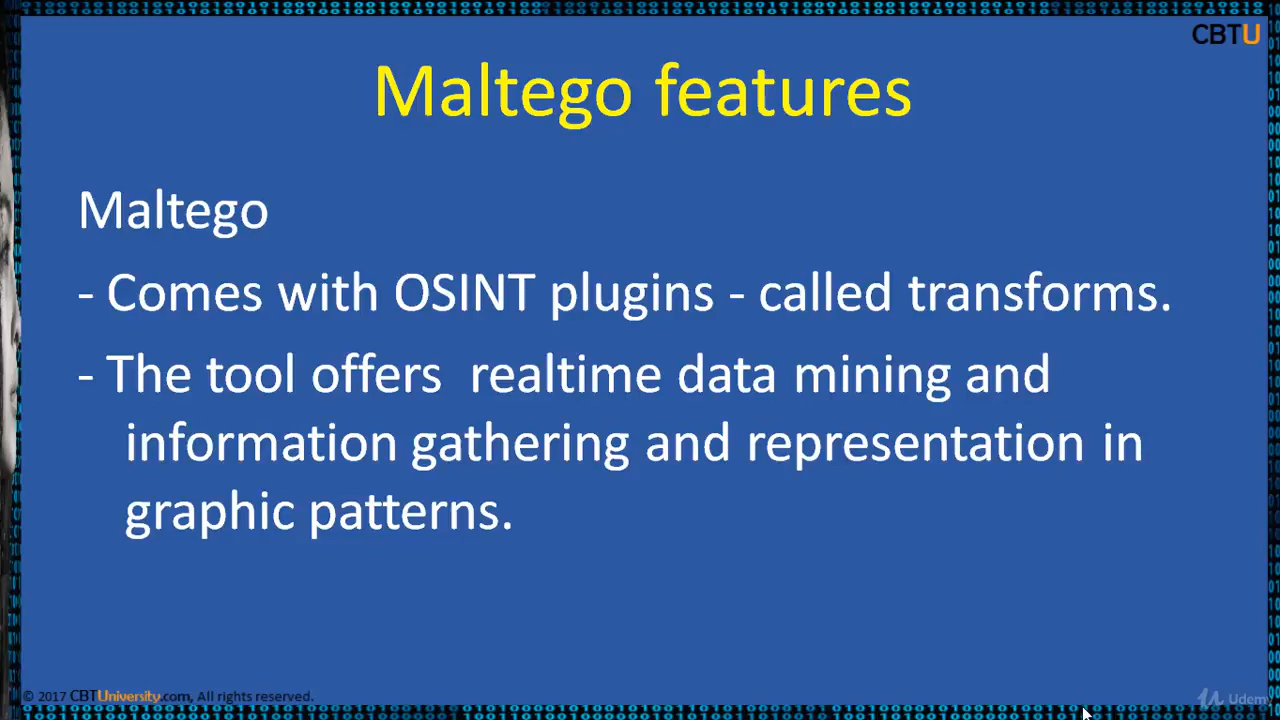 CBTU
Maltego features
Maltego
- Comes with OSINT plugins - called transforms.
- The tool offers  realtime data mining and
information gathering and representation in
graphic patterns.
© 2017 CBTUniversity.com, All rights reserved.
Udemy